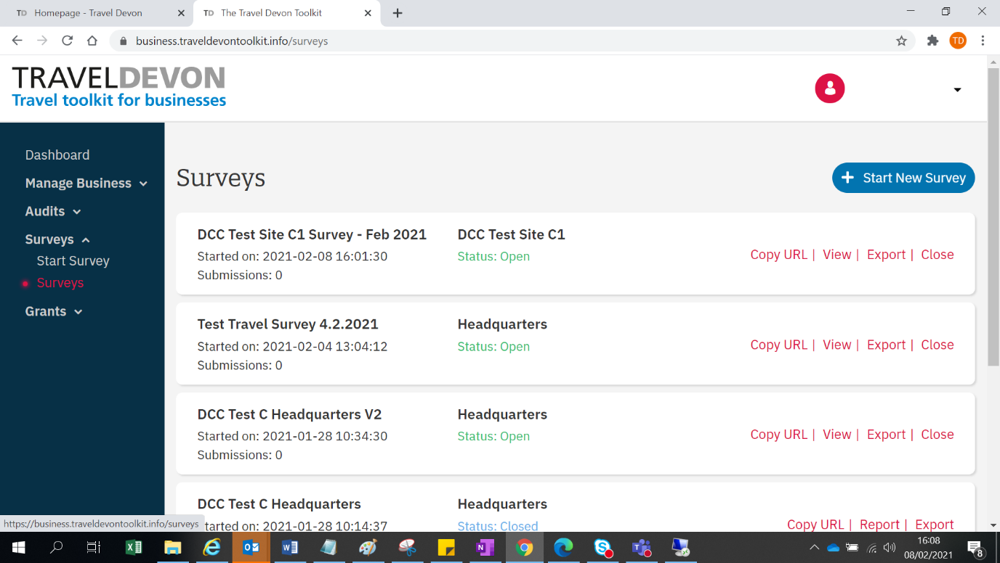 TD Homepage - Travel Devon
TD The Travel Devon Toolkit
business.traveldevontoolkit.info/surveys
TD
TRAVELDEVON
Travel toolkit for businesses
Dashboard
Manage Business
Audits
Surveys
Start Survey
Surveys
Grants
Surveys
+ Start New Survey
DCC Test Site C1 Survey - Feb 2021
DCC Test Site C1
Started on: 2021-02-08 16:01:30
Status: Open
Submissions: 0
Copy URL | View | Export | Close
Test Travel Survey 4.2.2021
Headquarters
Started on: 2021-02-04 13:04:12
Status: Open
Submissions: 0
Copy URL | View | Export | Close
DCC Test C Headquarters V2
Headquarters
Started on: 2021-01-28 10:34:30
Status: Open
Submissions: 0
Copy URL | View | Export | Close
DCC Test C Headquarters
Headquarters
tarted on: 2021-01-28 10:14:37
Status: Closed
Copy URL | Report | Export
https://business.traveldevontoolkit.info/surveys
16:08
08/02/2021
8